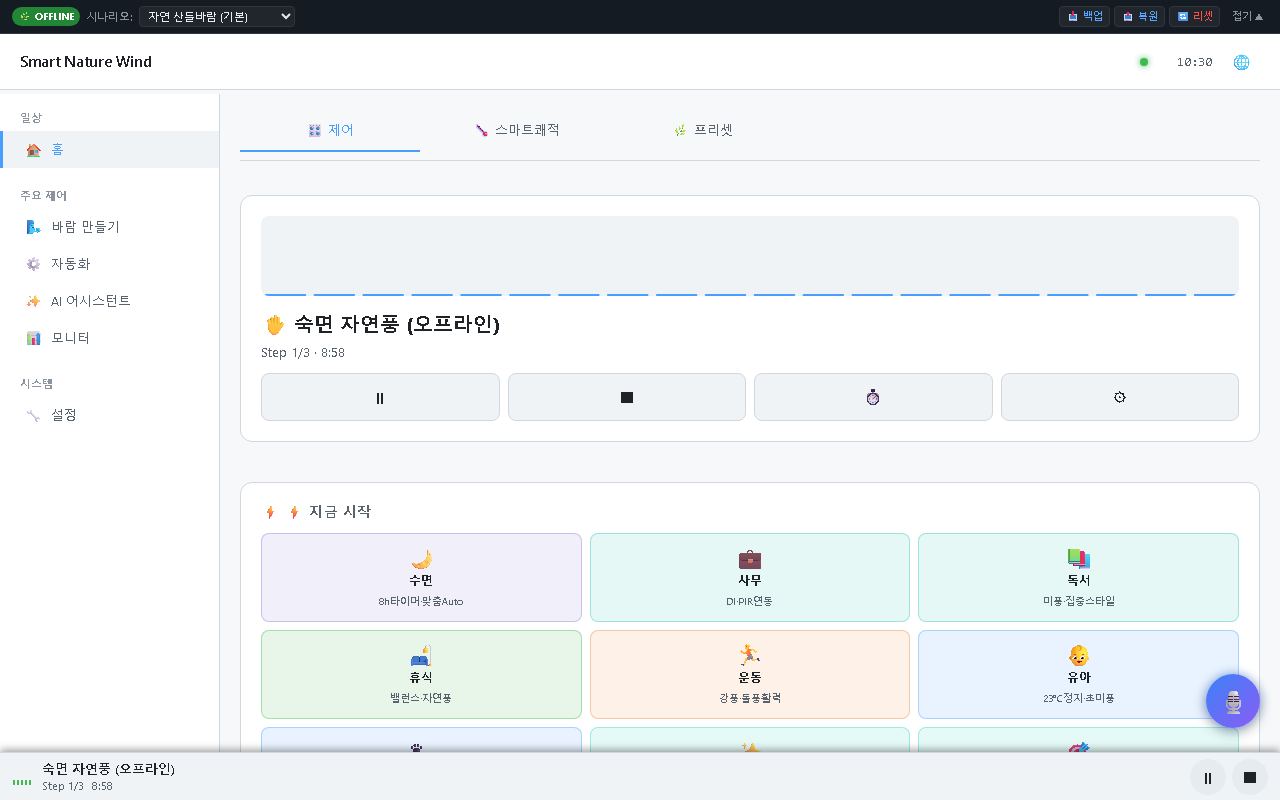 OFFLINE 시나리오: 자연 산들바람 (기본) 백업 복원 리셋 접기
Smart Nature Wind 10:30
일상
홈
주요 제어
바람 만들기
자동화
AI 어시스턴트
모니터
시스템
설정
제어 스마트쾌적 프리셋
숙면 자연풍 (오프라인)
Step 1/3 · 8:58
지금 시작
수면
8h타이머·맞춤Auto
사무
DI·PIR연동
독서
미풍·집중스타일
휴식
밸런스·자연풍
운동
강풍·돌풍활력
유아
23°C정지·초미풍
숙면 자연풍 (오프라인)
Step 1/3 · 8:58